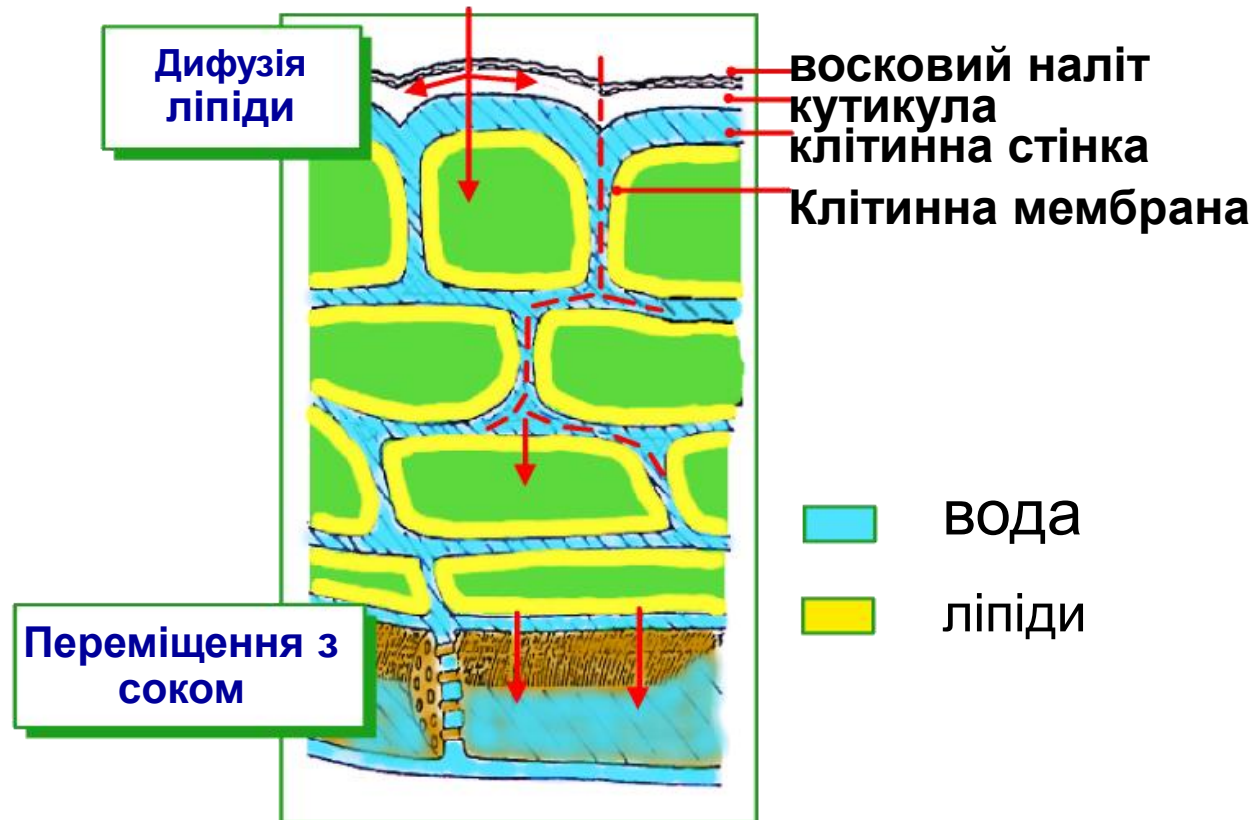 Дифузія
ліпіди
восковий наліт
кутикула
клітинна стінка
Клітинна мембрана
вода
ліпіди
Переміщення з
соком